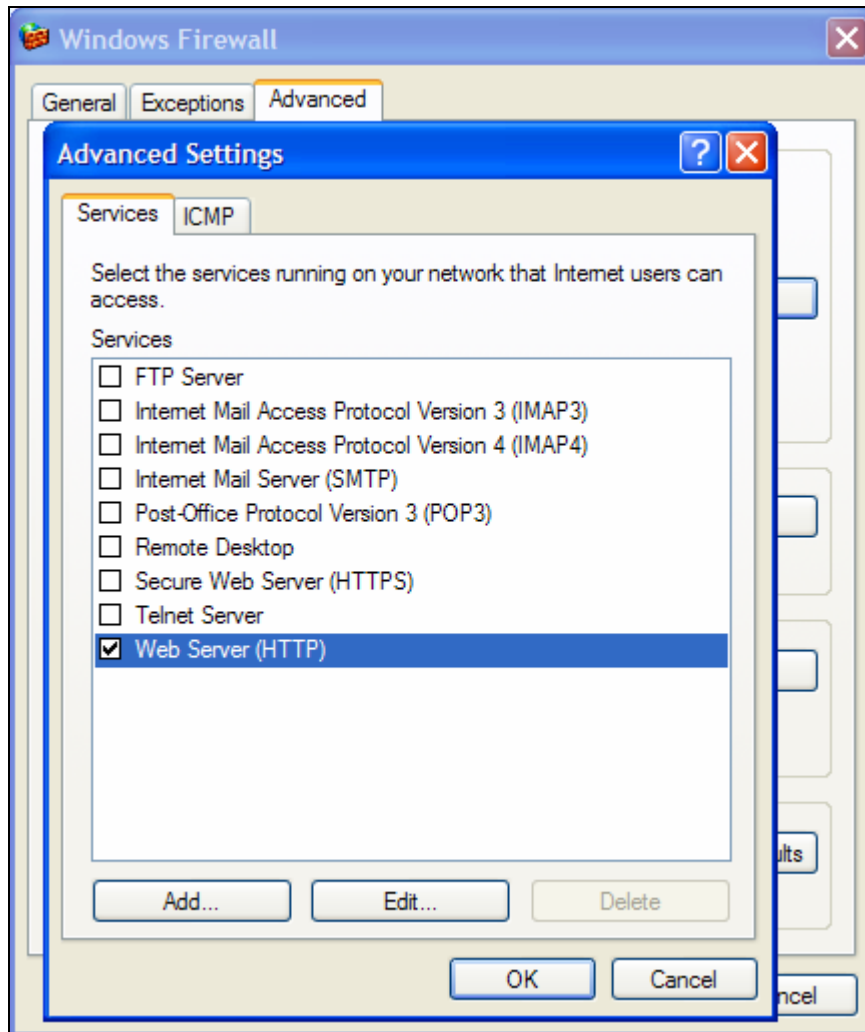 Windows Firewall
General Exceptions Advanced
Advanced Settings
Services ICMP
Select the services running on your network that Internet users can
access.
Services
FTP Server
Internet Mail Access Protocol Version 3 (IMAP3)
Internet Mail Access Protocol Version 4 (IMAP4)
Internet Mail Server (SMTP)
Post-Office Protocol Version 3 (POP3)
Remote Desktop
Secure Web Server (HTTPS)
Telnet Server
Web Server (HTTP)
ults
Add... Edit... Delete
OK Cancel
ncel